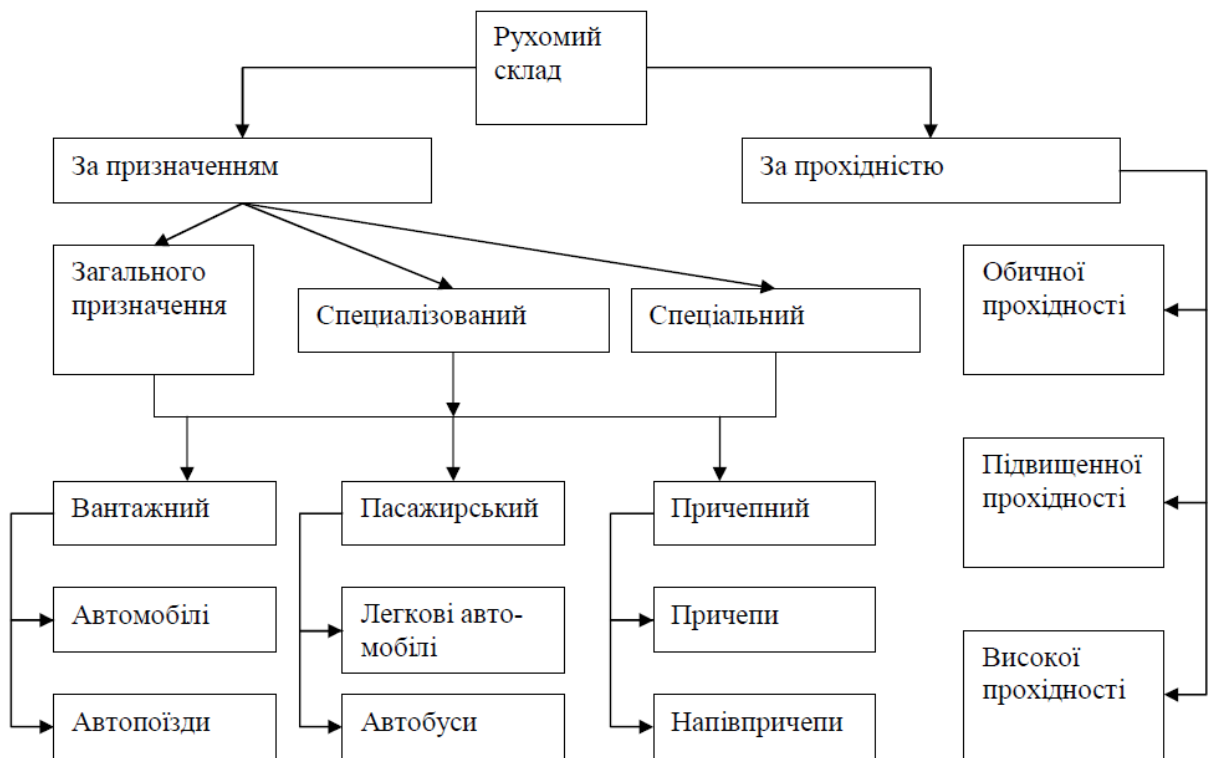 Рухомий
склад
За призначенням
За прохідністю
Загального
призначення
Специалізований
Спеціальний
Обичної
прохідності
Підвищенної
прохідності
Вантажний
Пасажирський
Причепний
Автомобілі
Легкові авто-
мобілі
Причепи
Високої
прохідності
Автопоїзди
Автобуси
Напівпричепи